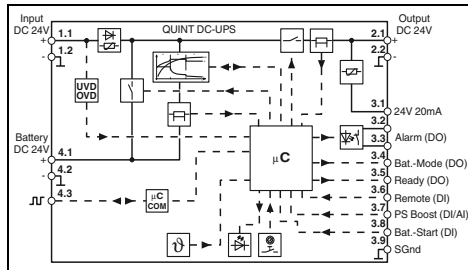 Input
DC 24V
QUINT DC-UPS
Output
DC 24V
1.1
+
1.2
-
2.1
+
2.2
-
UVD
OVD
3.1
24V 20mA
3.2
Alarm (DO)
3.3
Battery
DC 24V
4.1
+
4.2
-
4.3
µC
µC
COM
3.4
Bat.-Mode (DO)
3.5
Ready (DO)
3.6
Remote (DI)
3.7
PS Boost (DI/AI)
3.8
Bat.-Start (DI)
3.9
SGnd
ϑ